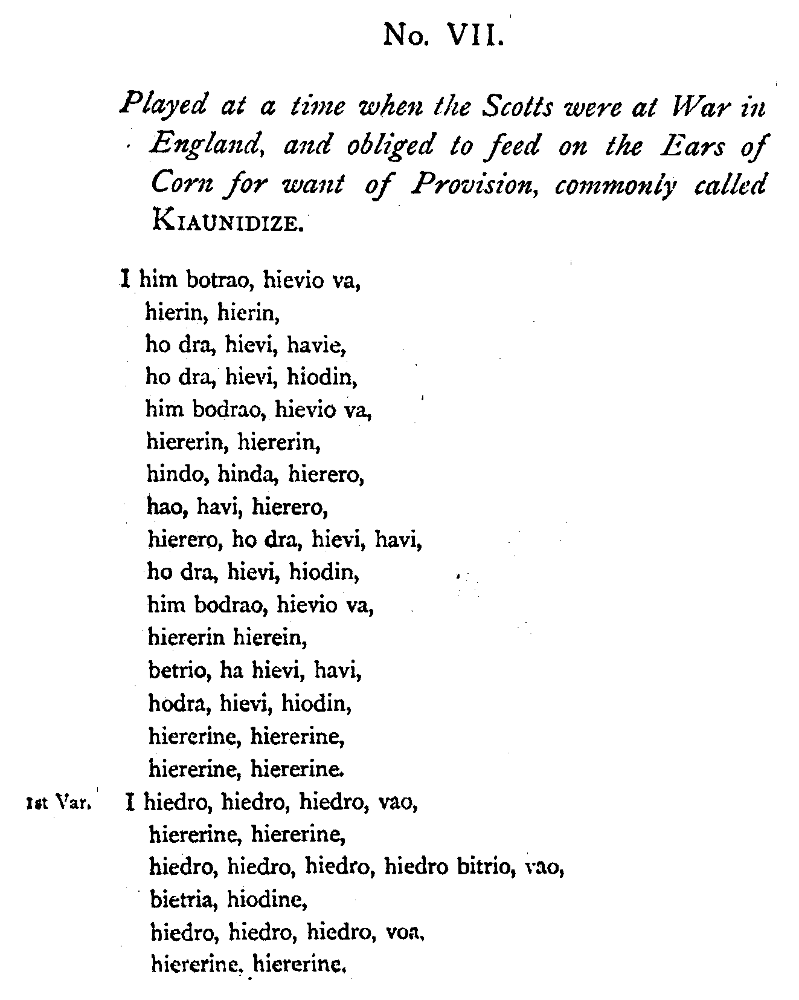 No. VII.
Played at a time when the Scotts were at War in
England, and obliged to feed on the Ears of
Corn for want of Provision, commonly called
KIAUNIDIZE.
I him botrao, hievio va,
hierin, hierin,
ho dra, hievi, havie,
ho dra, hievi, hiodin,
him bodrao, hievio va,
hiererin, hiererin,
hindo, hinda, hierero,
hao, havi, hierero,
hierero, ho dra, hievi, havi,
ho dra, hievi, hiodin,
him bodrao, hievio va,
hiererin hierein,
betrio, ha hievi, havi,
hodra, hievi, hiodin,
hiererine, hiererine,
hiererine, hiererine.
1st Var. I hiedro, hiedro, hiedro, vao,
hiererine, hiererine,
hiedro, hiedro, hiedro, hiedro bitrio, vao,
bietria, hiodine,
hiedro, hiedro, hiedro, voa,
hiererine, hiererine,